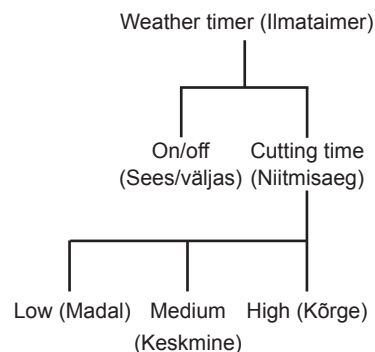 Weather timer (Ilmataimer)
On/off Cutting time
(Sees/väljas) (Niitmisaeg)
Low (Madal) Medium High (Kõrge)
(Keskmine)